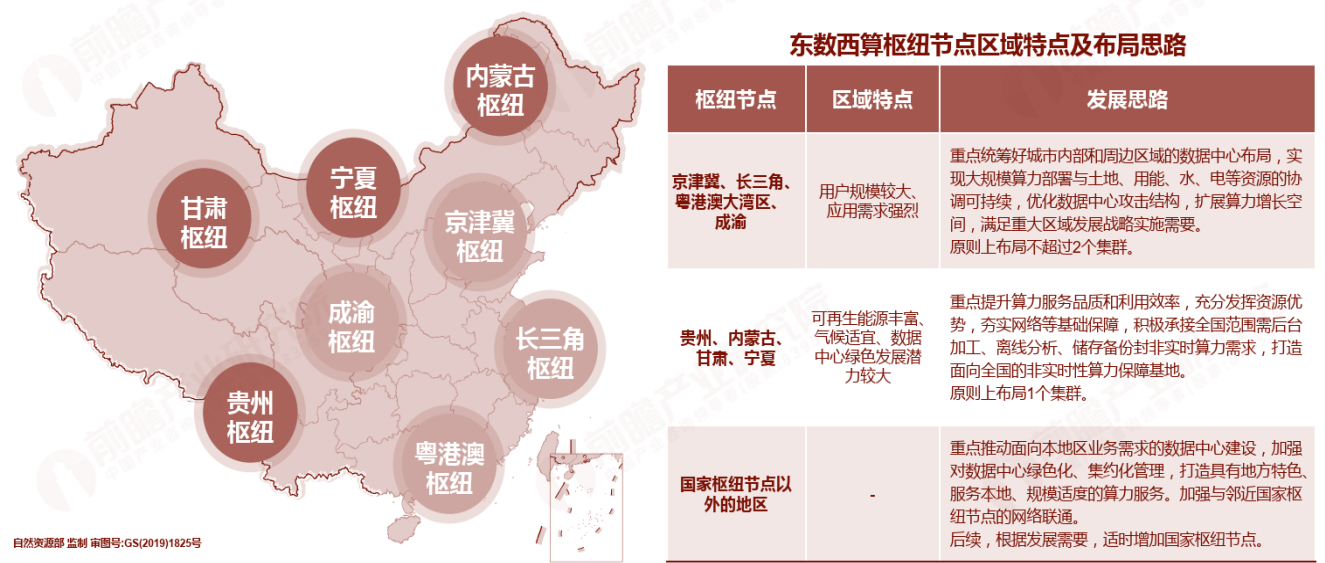 内蒙古
枢纽
宁夏
枢纽
甘肃
枢纽
京津冀
枢纽
成渝
枢纽
长三角
枢纽
贵州
枢纽
粤港澳
枢纽
自然资源部 监制 审图号:GS(2019)1825号
东数西算枢纽节点区域特点及布局思路
枢纽节点
区域特点
发展思路
京津冀、长三角、
粤港澳大湾区、
成渝
用户规模较大、
应用需求强烈
重点统筹好城市内部和周边区域的数据中心布局，实
现大规模算力部署与土地、用能、水、电等资源的协
调可持续，优化数据中心攻击结构，扩展算力增长空
间，满足重大区域发展战略实施需要。
原则上布局不超过2个集群。
贵州、内蒙古、
甘肃、宁夏
可再生能源丰富、
气候适宜、数据
中心绿色发展潜
力较大
重点提升算力服务品质和利用效率，充分发挥资源优
势，夯实网络等基础保障，积极承接全国范围需后台
加工、离线分析、储存备份封非实时算力需求，打造
面向全国的非实时性算力保障基地。
原则上布局1个集群。
国家枢纽节点以
外的地区
-
重点推动面向本地区业务需求的数据中心建设，加强
对数据中心绿色化、集约化管理，打造具有地方特色、
服务本地、规模适度的算力服务。加强与邻近国家枢
纽节点的网络联通。
后续，根据发展需要，适时增加国家枢纽节点。